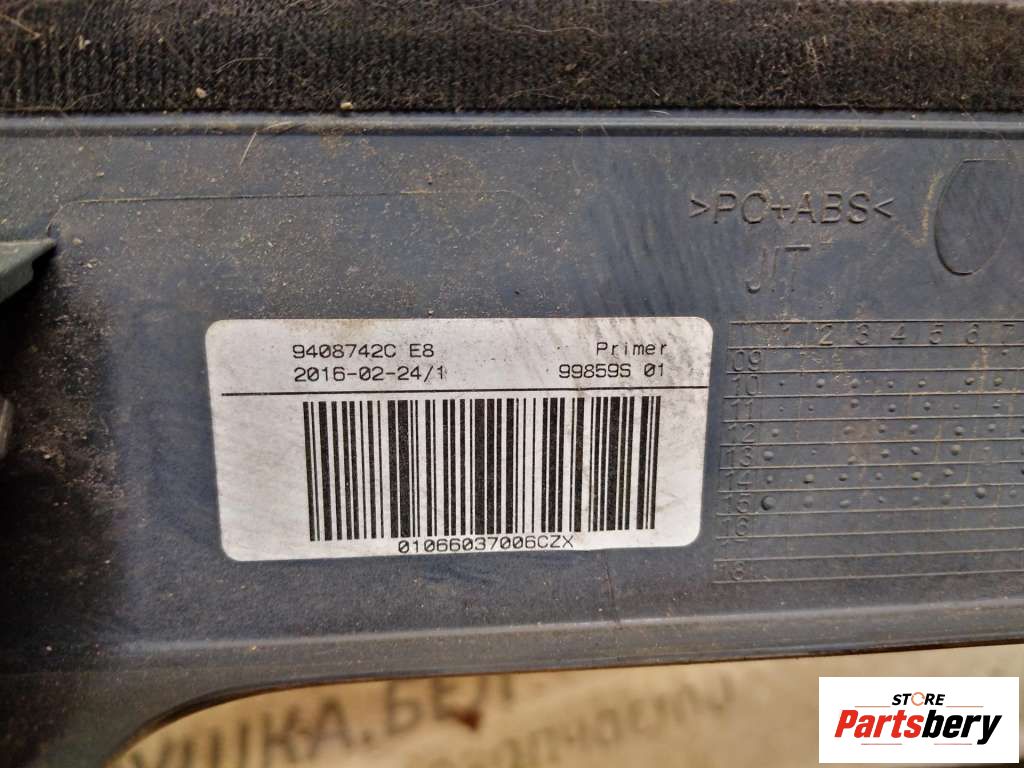 >PC+ABS<
JIT
9408742C E8 Primer
2016-02-24/1 99859S 01
01066037006CZX
1 2 3 4 5 6 7
09
10
11
12
13
14
15
16
18
STORE
Partsbery